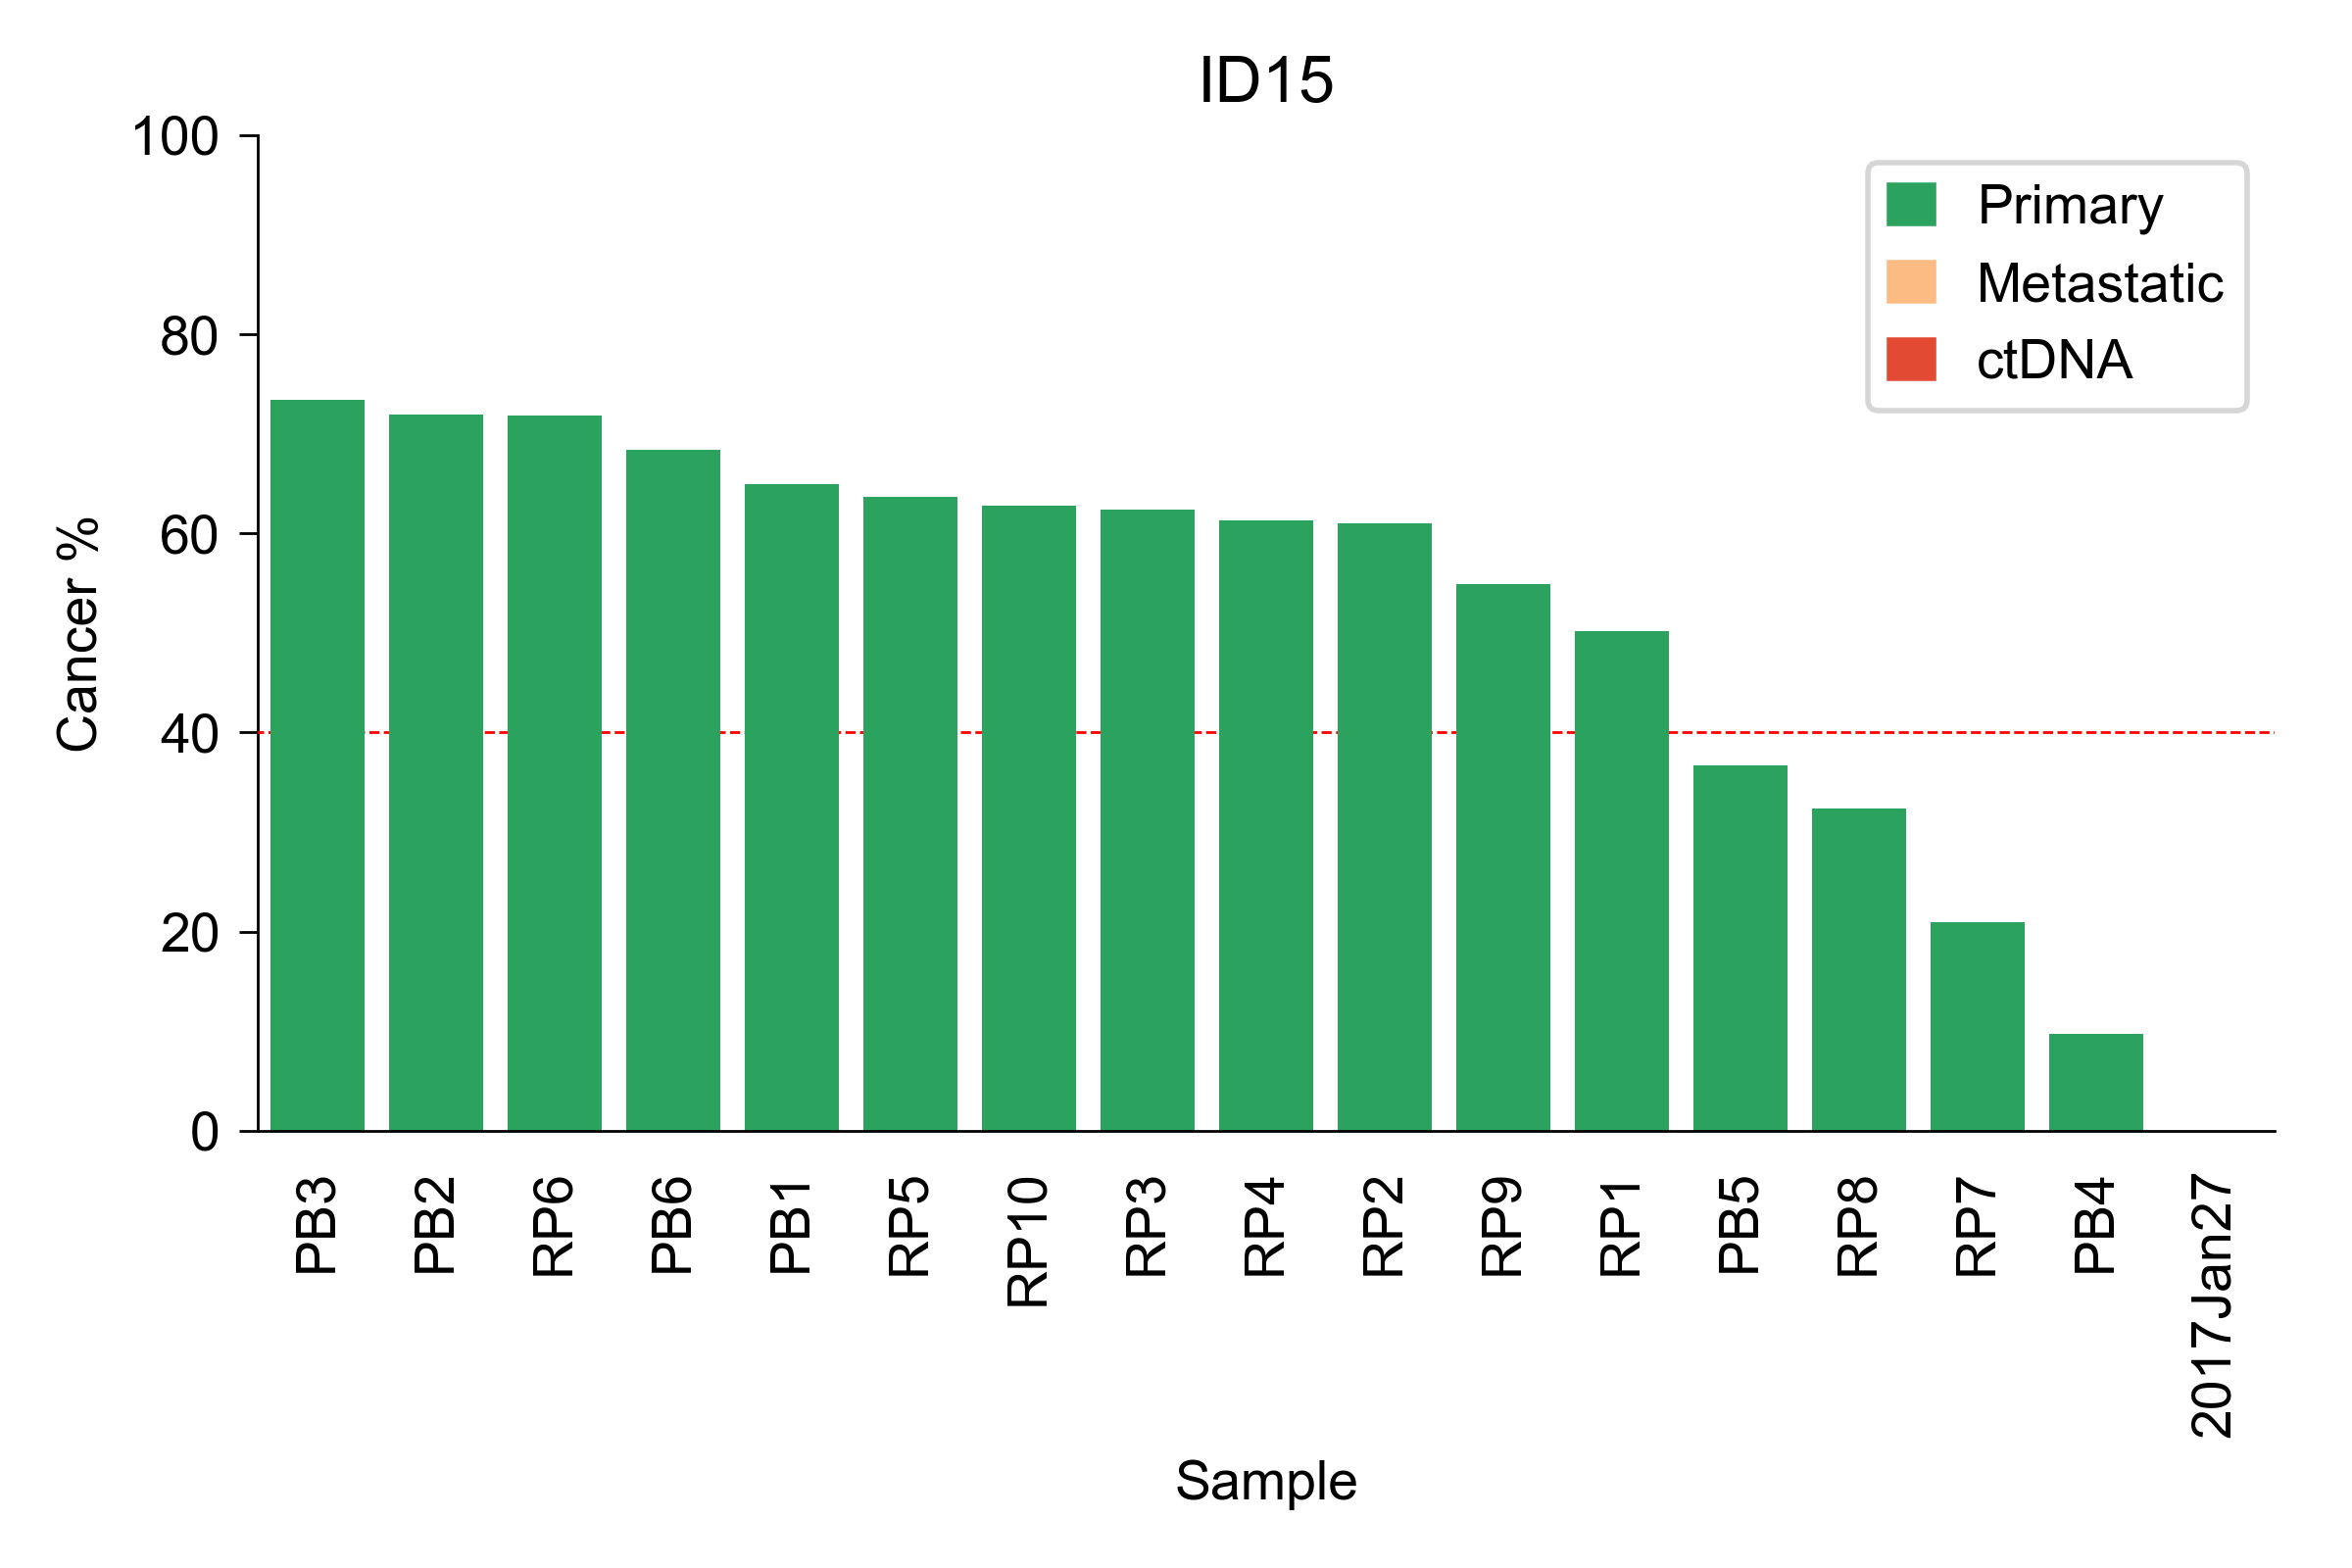 ID15
100
80
60
40
20
0
Cancer %
Primary
Metastatic
ctDNA
PB3
PB2
RP6
PB6
PB1
RP5
RP10
RP3
RP4
RP2
RP9
RP1
PB5
RP8
RP7
PB4
2017Jan27
Sample